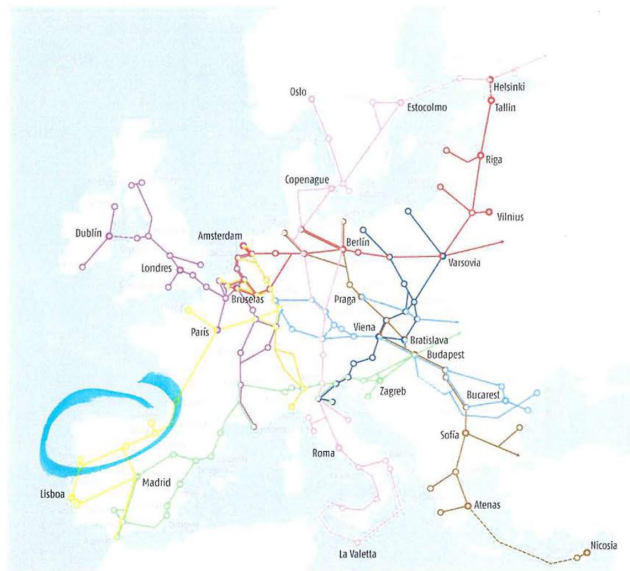 Oslo
Helsinki
Estocolmo
Tallín
Riga
Copenague
Vilnius
Dublín
Amsterdam
Berlín
Varsovia
Londres
Bruselas
Praga
París
Viena
Bratislava
Budapest
Zagreb
Bucarest
Sofía
Roma
Madrid
Lisboa
Atenas
La Valetta
Nicosia